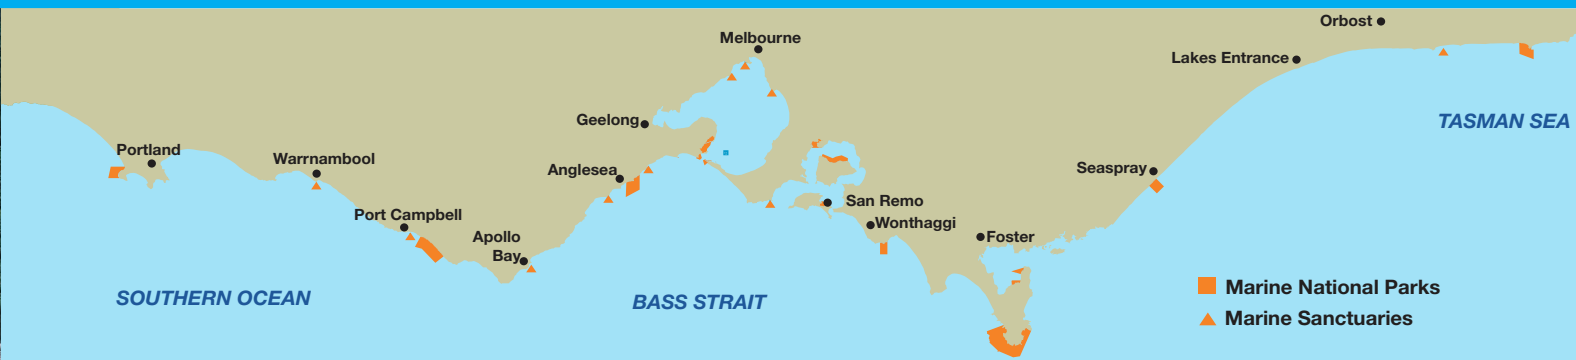 Orbost
Melbourne
Lakes Entrance
TASMAN SEA
Geelong
Portland
Warrnambool
Anglesea
Seaspray
San Remo
Port Campbell
Wonthaggi
Apollo
Bay
Foster
SOUTHERN OCEAN
BASS STRAIT
Marine National Parks
Marine Sanctuaries